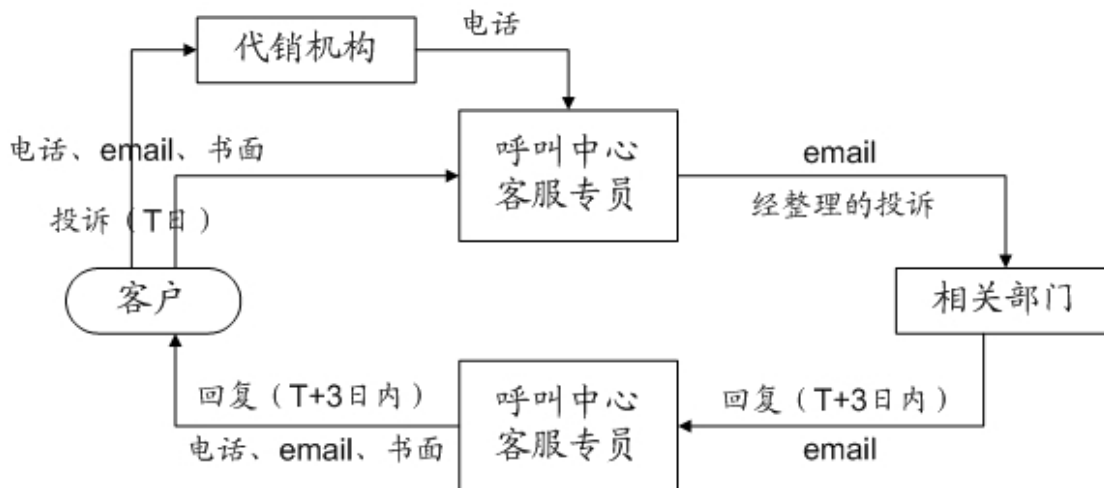 代销机构
电话
电话、email、书面
呼叫中心
客服专员
email
经整理的投诉
投诉（T日）
客户
相关部门
回复（T+3日内）
电话、email、书面
呼叫中心
客服专员
回复（T+3日内）
email